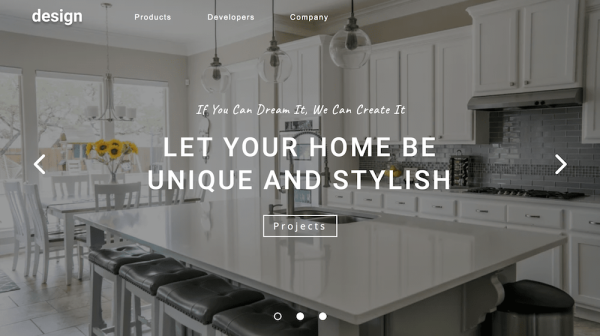 design
Products Developers Company
If You Can Dream It, We Can Create It
LET YOUR HOME BE
UNIQUE AND STYLISH
Projects